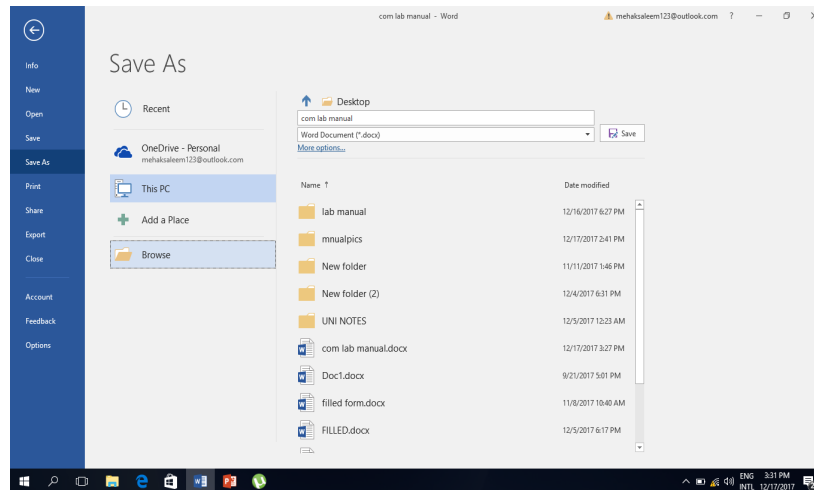 com lab manual - Word
mehaksaleem123@outlook.com ?
Info
New
Open
Save
Save As
Print
Share
Export
Close
Account
Feedback
Options
Save As
Recent
OneDrive - Personal
mehaksaleem123@outlook.com
This PC
Add a Place
Browse
Desktop
com lab manual
Word Document (*.docx)
Save
More options...
Name ↑ Date modified
lab manual 12/16/2017 6:27 PM
mnualpics 12/17/2017 2:41 PM
New folder 11/11/2017 1:46 PM
New folder (2) 12/4/2017 6:31 PM
UNI NOTES 12/5/2017 12:23 AM
com lab manual.docx 12/17/2017 3:27 PM
Doc1.docx 9/21/2017 5:01 PM
filled form.docx 11/8/2017 10:40 AM
FILLED.docx 12/5/2017 6:17 PM
ENG 3:31 PM
INTL 12/17/2017